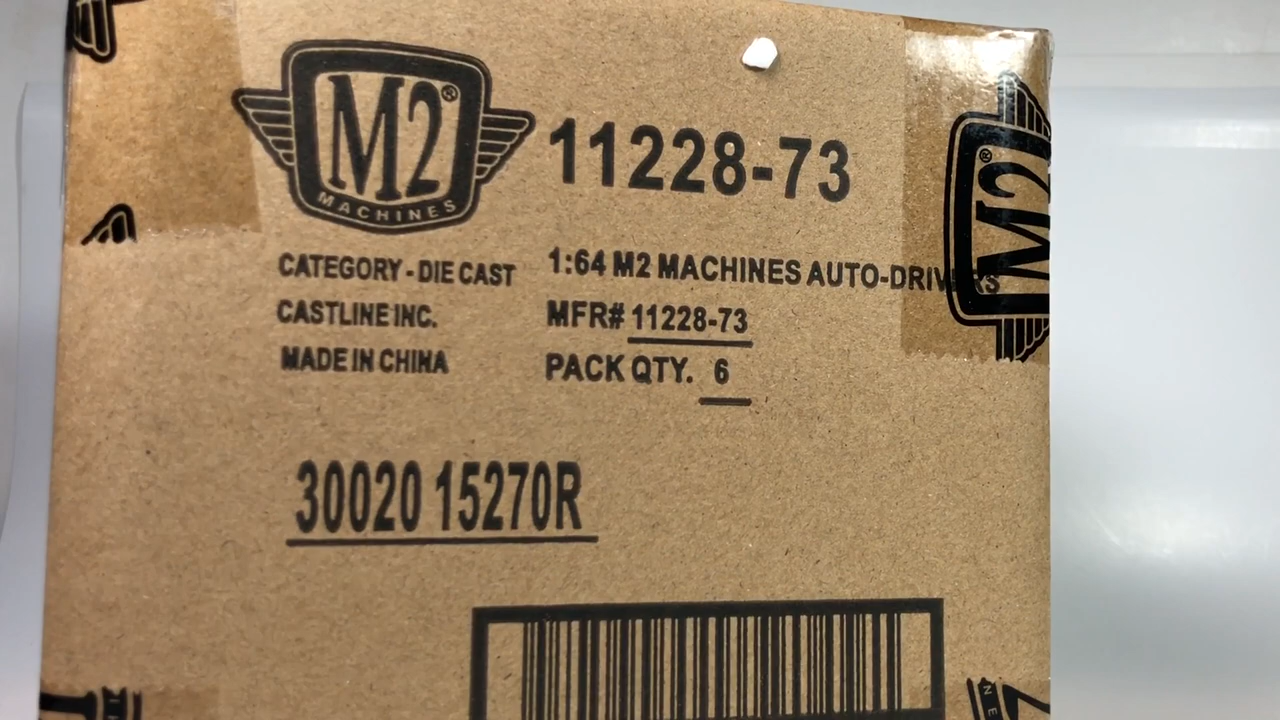 M2®
MACHINES
11228-73
CATEGORY - DIE CAST
CASTLINE INC.
MADE IN CHINA
1:64 M2 MACHINES AUTO-DRIVERS
MFR# 11228-73
PACK QTY. 6
30020 15270R
M2®